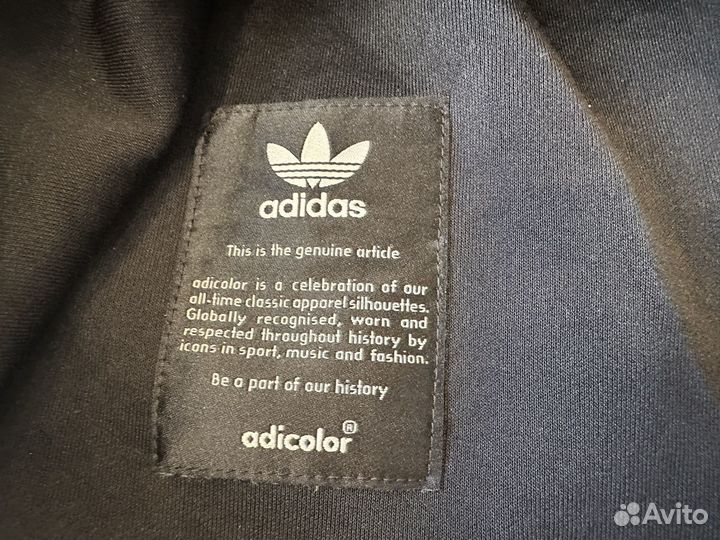 adidas
This is the genuine article
adicolor is a celebration of our
all-time classic apparel silhouettes.
Globally recognised, worn and
respected throughout history by
icons in sport, music and fashion.
Be a part of our history
adicolor®
Avito